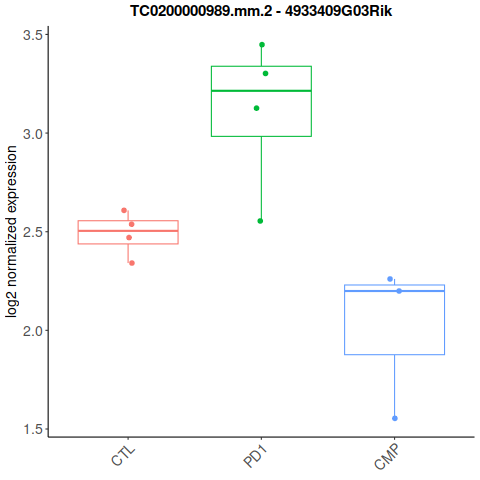 TC0200000989.mm.2 - 4933409G03Rik
log2 normalized expression
3.5
3.0
2.5
2.0
1.5
CTL
PD1
CMP